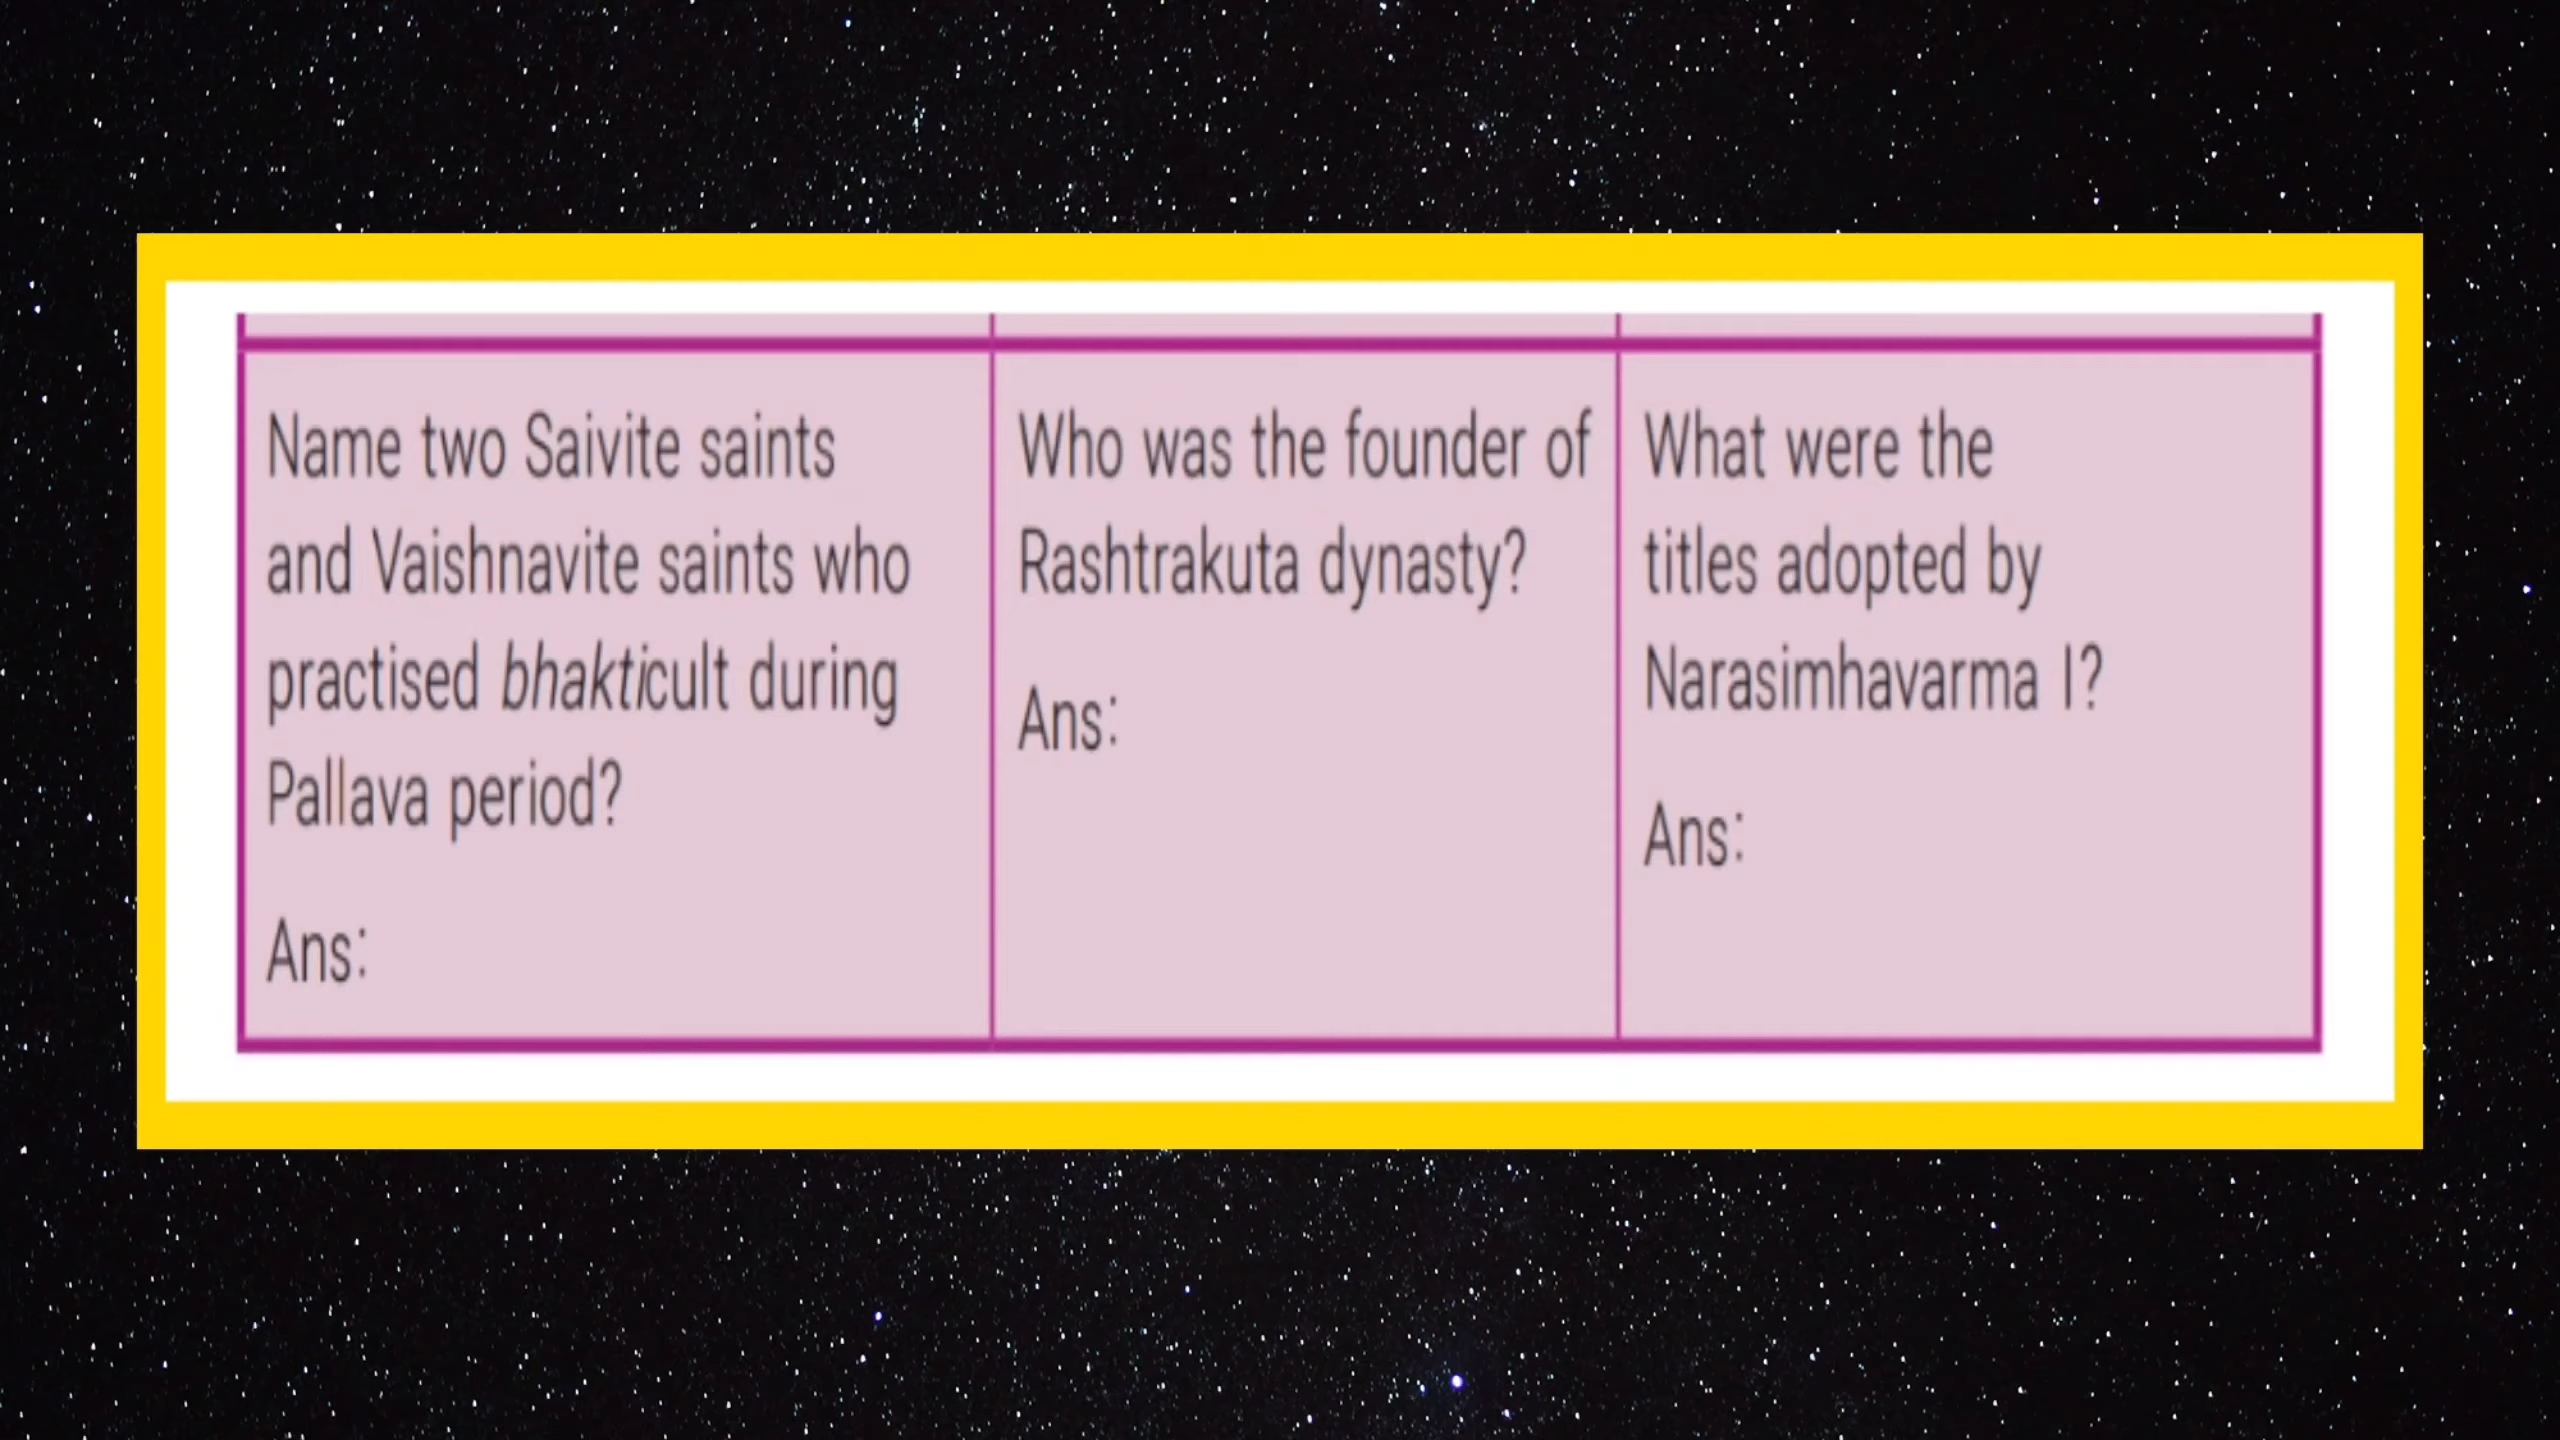 Name two Saivite saints
and Vaishnavite saints who
practised bhakticult during
Pallava period?
Ans:
Who was the founder of
Rashtrakuta dynasty?
Ans:
What were the
titles adopted by
Narasimhavarma I?
Ans: